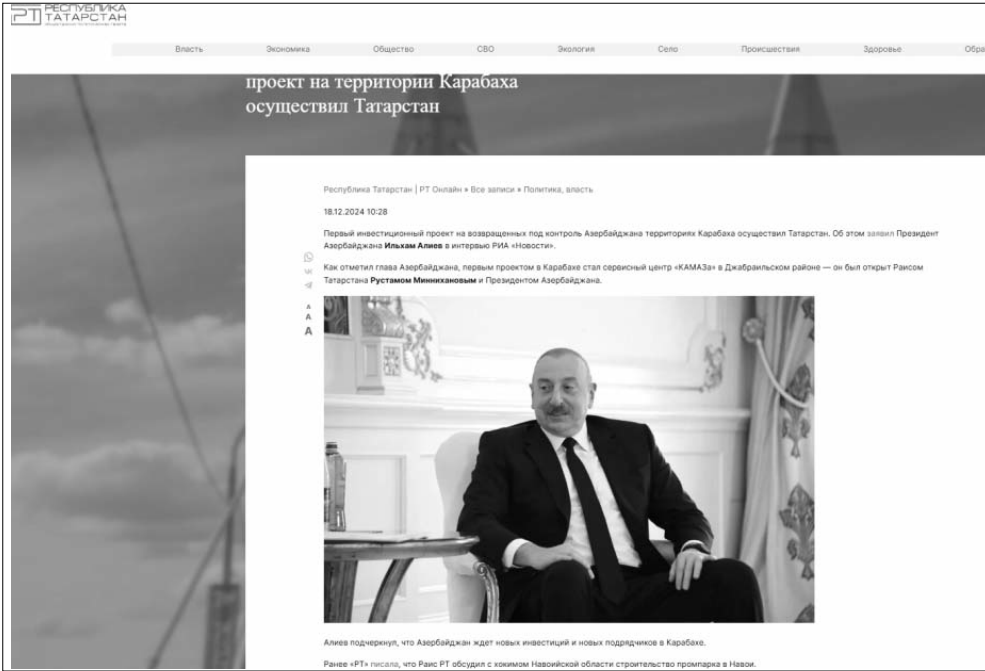 РТ РЕСПУБЛИКА
ТАТАРСТАН
Власть Экономика Общество СВО Экология Село Происшествия Здоровье Обра
проект на территории Карабаха
осуществил Татарстан
Республика Татарстан | РТ Онлайн » Все записи » Политика, власть
18.12.2024 10:28
Первый инвестиционный проект на возвращенных под контроль Азербайджана территориях Карабаха осуществил Татарстан. Об этом заявил Президент
Азербайджана Ильхам Алиев в интервью РИА «Новости».
Как отметил глава Азербайджана, первым проектом в Карабахе стал сервисный центр «КАМАЗа» в Джабраильском районе — он был открыт Раисом
Татарстана Рустамом Миннихановым и Президентом Азербайджана.
А
А
А
Алиев подчеркнул, что Азербайджан ждет новых инвестиций и новых подрядчиков в Карабахе.
Ранее «РТ» писала, что Раис РТ обсудил с хокимом Навоийской области строительство промпарка в Навои.